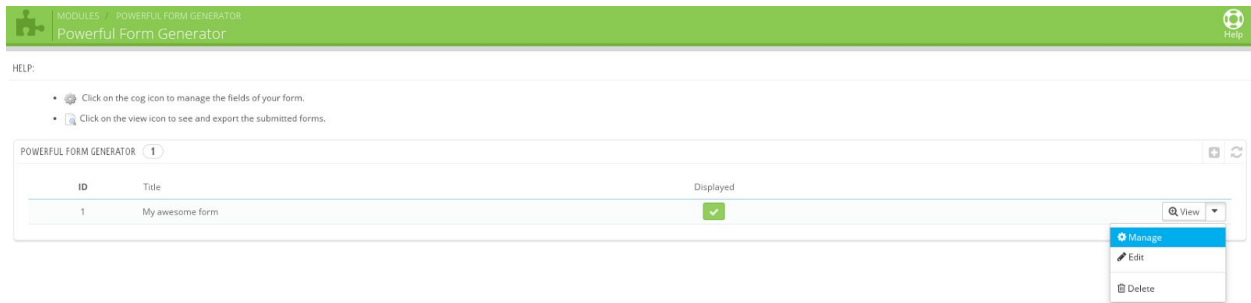 MODULES / POWERFUL FORM GENERATOR
Powerful Form Generator
Help
HELP:
Click on the cog icon to manage the fields of your form.
Click on the view icon to see and export the submitted forms.
POWERFUL FORM GENERATOR 1
ID Title Displayed
1 My awesome form View
Manage
Edit
Delete